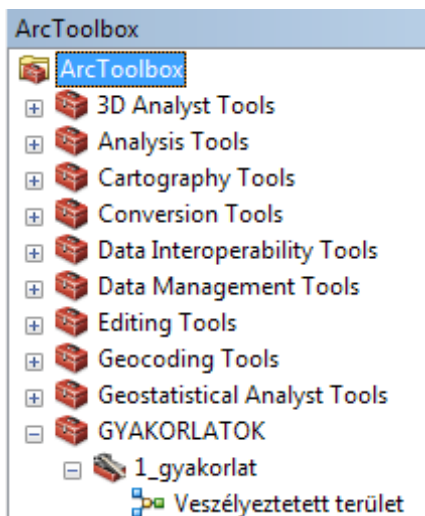 ArcToolbox
ArcToolbox
3D Analyst Tools
Analysis Tools
Cartography Tools
Conversion Tools
Data Interoperability Tools
Data Management Tools
Editing Tools
Geocoding Tools
Geostatistical Analyst Tools
GYAKORLATOK
1_gyakorlat
Veszélyeztetett terület